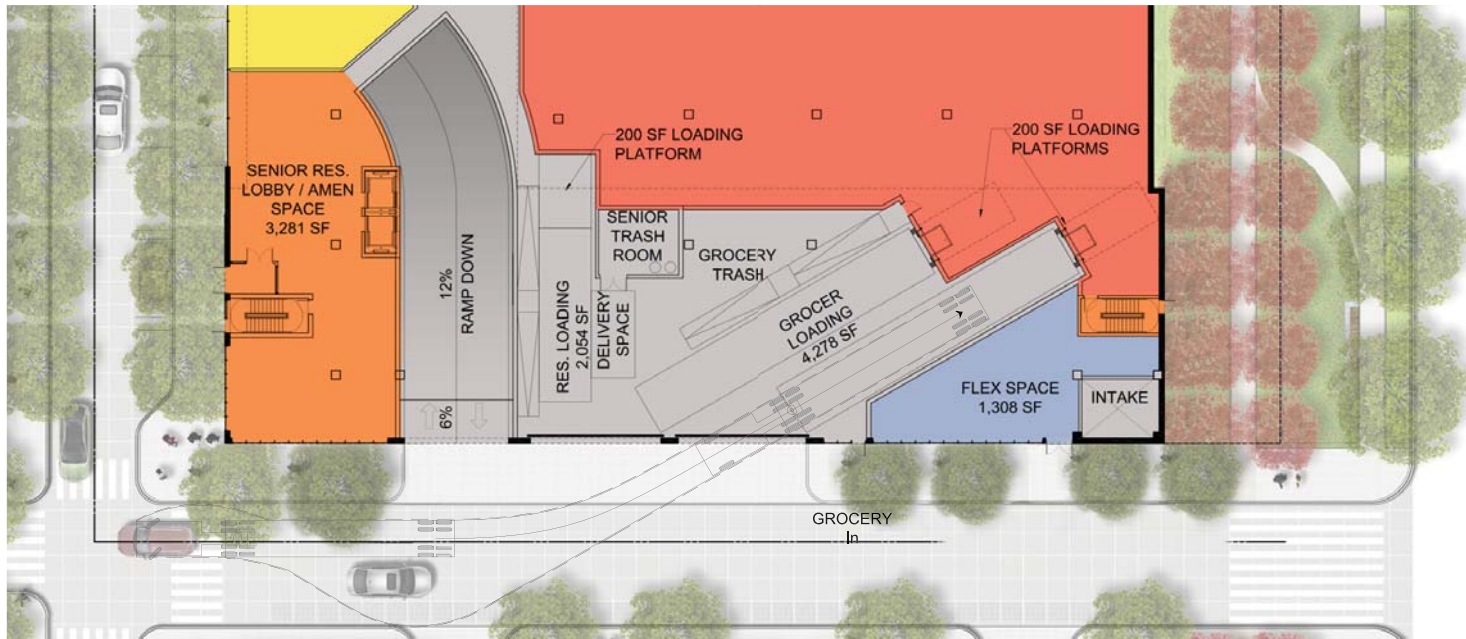 200 SF LOADING
PLATFORM
200 SF LOADING
PLATFORMS
SENIOR RES.
LOBBY / AMEN
SPACE
3,281 SF
12%
RAMP DOWN
6%
SENIOR
TRASH
ROOM
GROCERY
TRASH
RES. LOADING
2,054 SF
DELIVERY
SPACE
GROCER
LOADING
4,278 SF
FLEX SPACE
1,308 SF
INTAKE
GROCERY
In